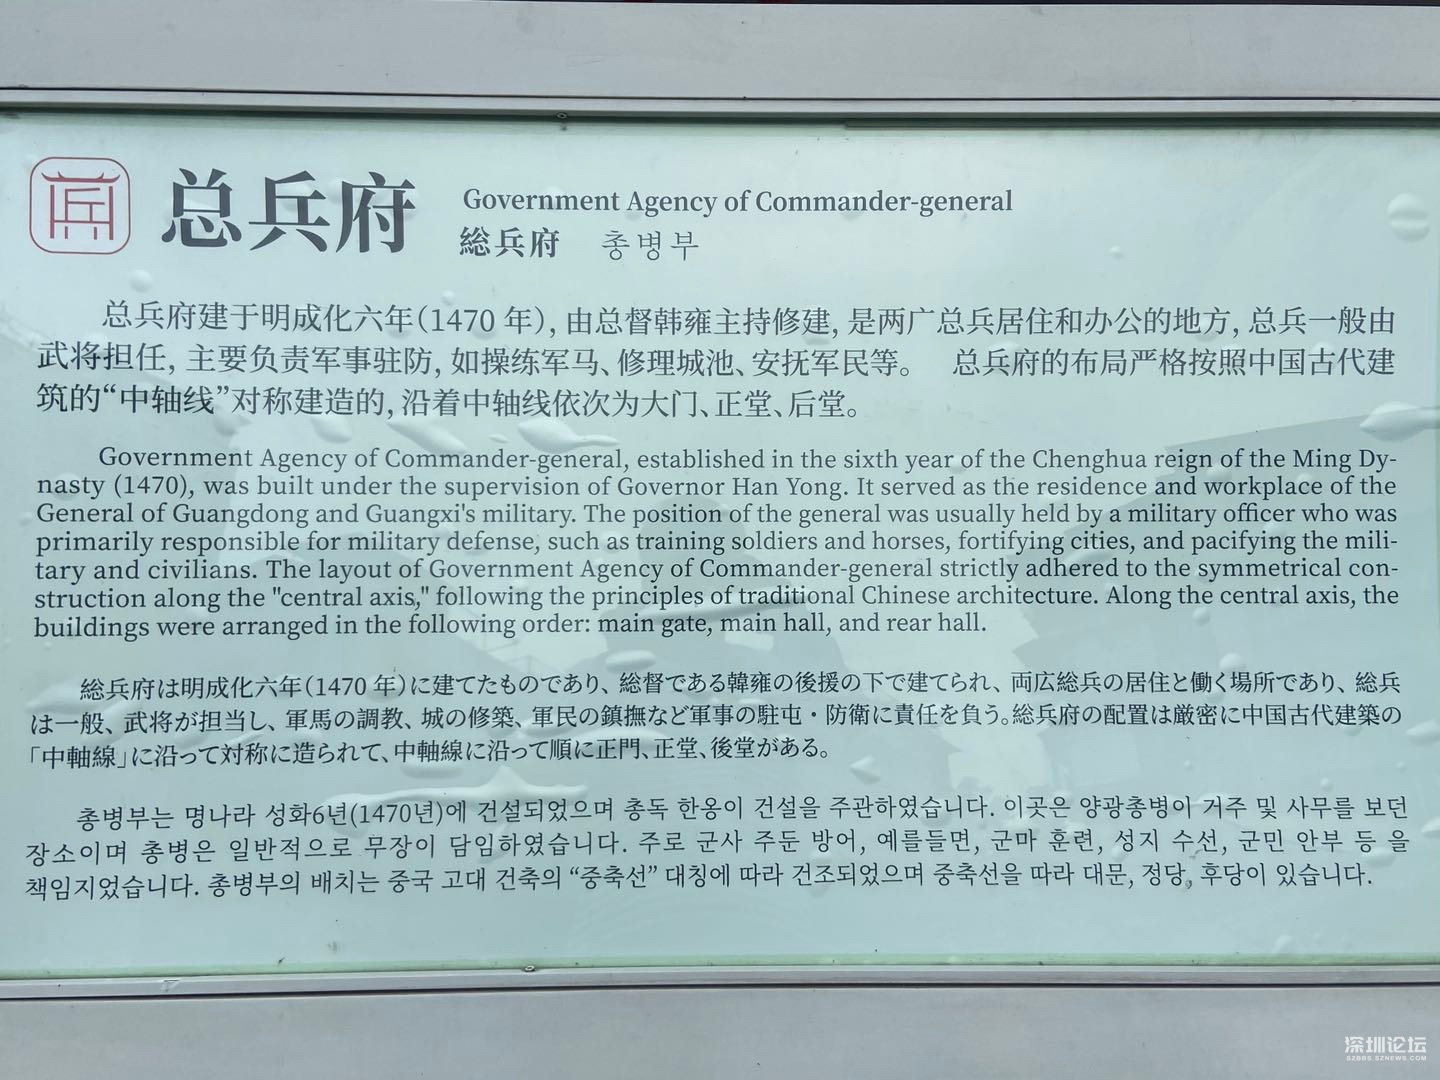 总兵府
Government Agency of Commander-general
総兵府 총병부
总兵府建于明成化六年(1470 年),由总督韩雍主持修建,是两广总兵居住和办公的地方,总兵一般由
武将担任,主要负责军事驻防,如操练军马、修理城池、安抚军民等。 总兵府的布局严格按照中国古代建
筑的“中轴线”对称建造的,沿着中轴线依次为大门、正堂、后堂。
Government Agency of Commander-general, established in the sixth year of the Chenghua reign of the Ming Dy-
nasty (1470), was built under the supervision of Governor Han Yong. It served as the residence and workplace of the
General of Guangdong and Guangxi's military. The position of the general was usually held by a military officer who was
primarily responsible for military defense, such as training soldiers and horses, fortifying cities, and pacifying the mili-
tary and civilians. The layout of Government Agency of Commander-general strictly adhered to the symmetrical con-
struction along the "central axis," following the principles of traditional Chinese architecture. Along the central axis, the
buildings were arranged in the following order: main gate, main hall, and rear hall.
総兵府は明成化六年(1470 年)に建てたものであり、総督である韓雍の後援の下で建てられ、両広総兵の居住と働く場所であり、総兵
は一般、武将が担当し、軍馬の調教、城の修築、軍民の鎮撫など軍事の駐屯・防衛に責任を負う。総兵府の配置は厳密に中国古代建築の
「中軸線」に沿って対称に造られて、中軸線に沿って順に正門、正堂、後堂がある。
총병부는 명나라 성화6년(1470년)에 건설되었으며 총독 한옹이 건설을 주관하였습니다. 이곳은 양광총병이 거주 및 사무를 보던
장소이며 총병은 일반적으로 무장이 담임하였습니다. 주로 군사 주둔 방어, 예를들면, 군마 훈련, 성지 수선, 군민 안부 등 을
책임지었습니다. 총병부의 배치는 중국 고대 건축의 “중축선” 대칭에 따라 건조되었으며 중축선을 따라 대문, 정당, 후당이 있습니다.
深圳论坛
SZBBS.SZNEWS.COM